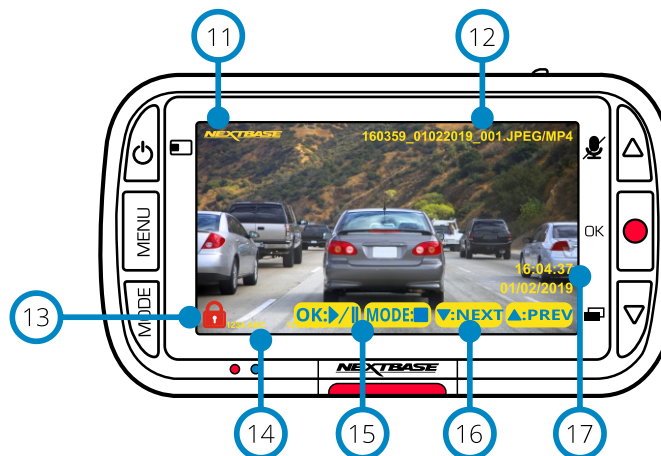 11
12
NEXTBASE
160359_01022019_001.JPEG/MP4
MENU
OK
16:04:37
01/02/2019
13
MODE
OK:▶/II MODE:■ ▼:NEXT ▲:PREV
NEXTBASE
14
15
16
17